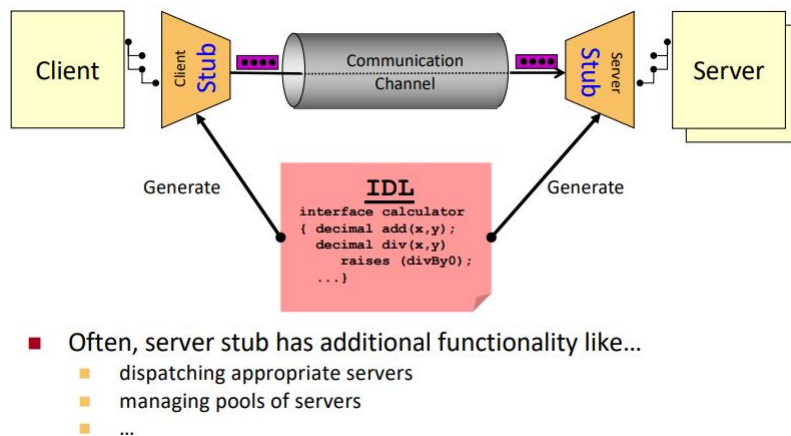 Client
Client
Stub
Communication
Channel
Server
Stub
Server
Generate
Generate
IDL
interface calculator
{ decimal add(x,y);
decimal div(x,y)
raises (divBy0);
...}
Often, server stub has additional functionality like…
dispatching appropriate servers
managing pools of servers
…